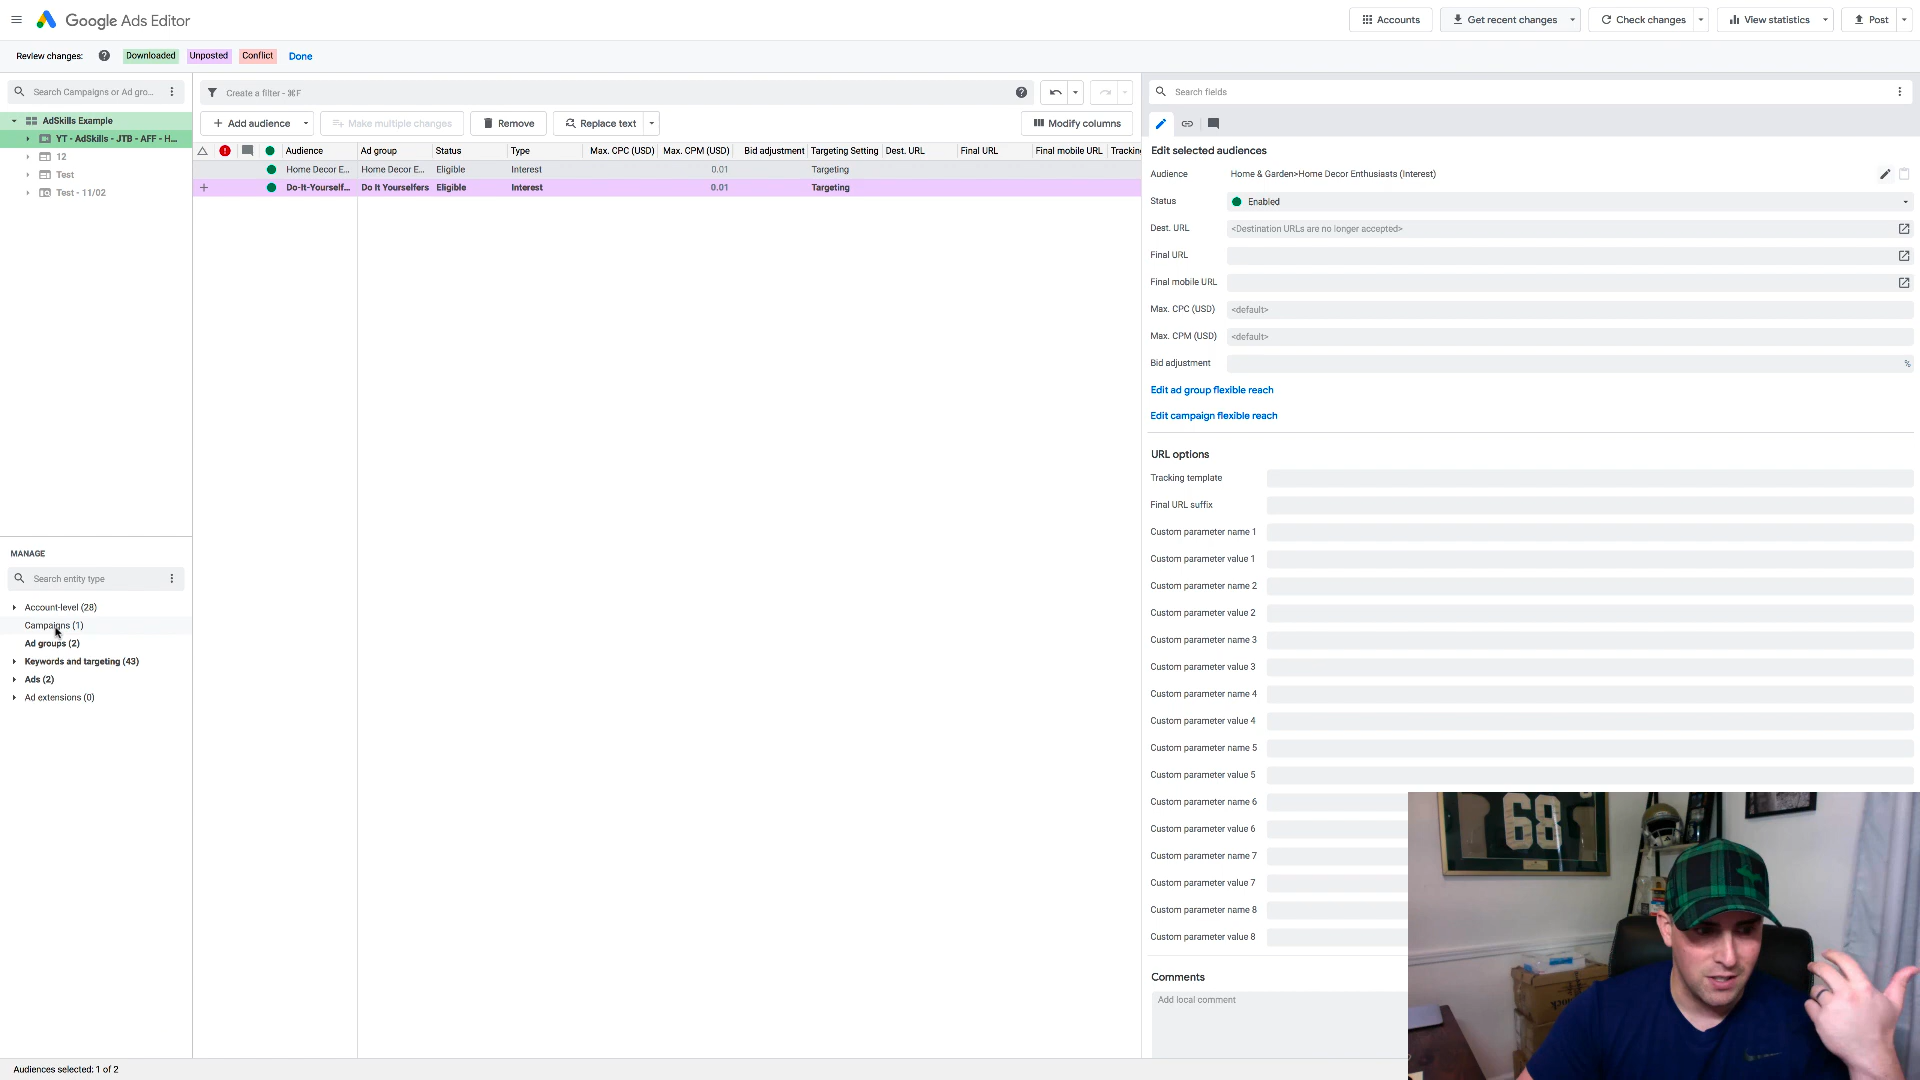 Google Ads Editor
Accounts
Get recent changes
Check changes
View statistics
Post
Review changes:
Downloaded
Unposted
Conflict
Done
Search Campaigns or Ad gro...
Create a filter - ⌘F
Search fields
AdSkills Example
YT - AdSkills - JTB - AFF - H...
12
Test
Test - 11/02
Add audience
Make multiple changes
Remove
Replace text
Modify columns
Audience Ad group Status Type Max. CPC (USD) Max. CPM (USD) Bid adjustment Targeting Setting Dest. URL Final URL Final mobile URL Tracking
Home Decor E... Home Decor E... Eligible Interest 0.01 Targeting
Do-It-Yourself... Do It Yourselfers Eligible Interest 0.01 Targeting
Edit selected audiences
Audience Home & Garden>Home Decor Enthusiasts (Interest)
Status Enabled
Dest. URL <Destination URLs are no longer accepted>
Final URL
Final mobile URL
Max. CPC (USD) <default>
Max. CPM (USD) <default>
Bid adjustment %
Edit ad group flexible reach
Edit campaign flexible reach
URL options
Tracking template
Final URL suffix
Custom parameter name 1
Custom parameter value 1
Custom parameter name 2
Custom parameter value 2
Custom parameter name 3
Custom parameter value 3
Custom parameter name 4
Custom parameter value 4
Custom parameter name 5
Custom parameter value 5
Custom parameter name 6
Custom parameter value 6
Custom parameter name 7
Custom parameter value 7
Custom parameter name 8
Custom parameter value 8
Comments
Add local comment
MANAGE
Search entity type
Account-level (28)
Campaigns (1)
Ad groups (2)
Keywords and targeting (43)
Ads (2)
Ad extensions (0)
Audiences selected: 1 of 2
68